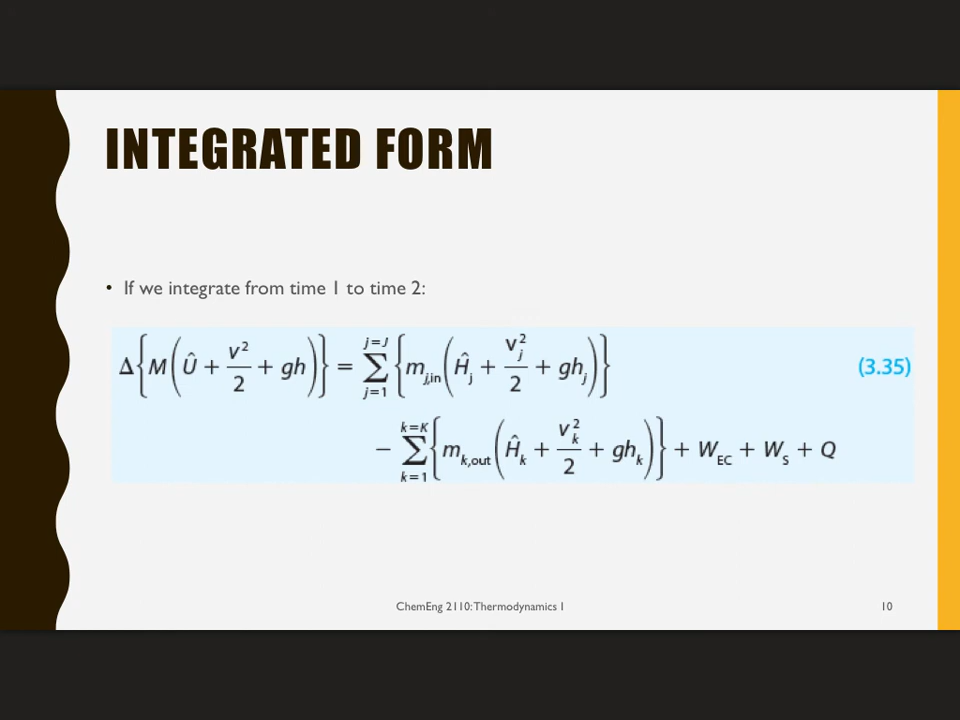 INTEGRATED FORM
• If we integrate from time 1 to time 2:
Δ{M(Û + v²/2 + gh)} = Σ_{j=1}^{j=J} {m_{j,in}(Ĥ_j + v_j²/2 + gh_j)} (3.35)
− Σ_{k=1}^{k=K} {m_{k,out}(Ĥ_k + v_k²/2 + gh_k)} + W_EC + W_S + Q
ChemEng 2110: Thermodynamics I 10